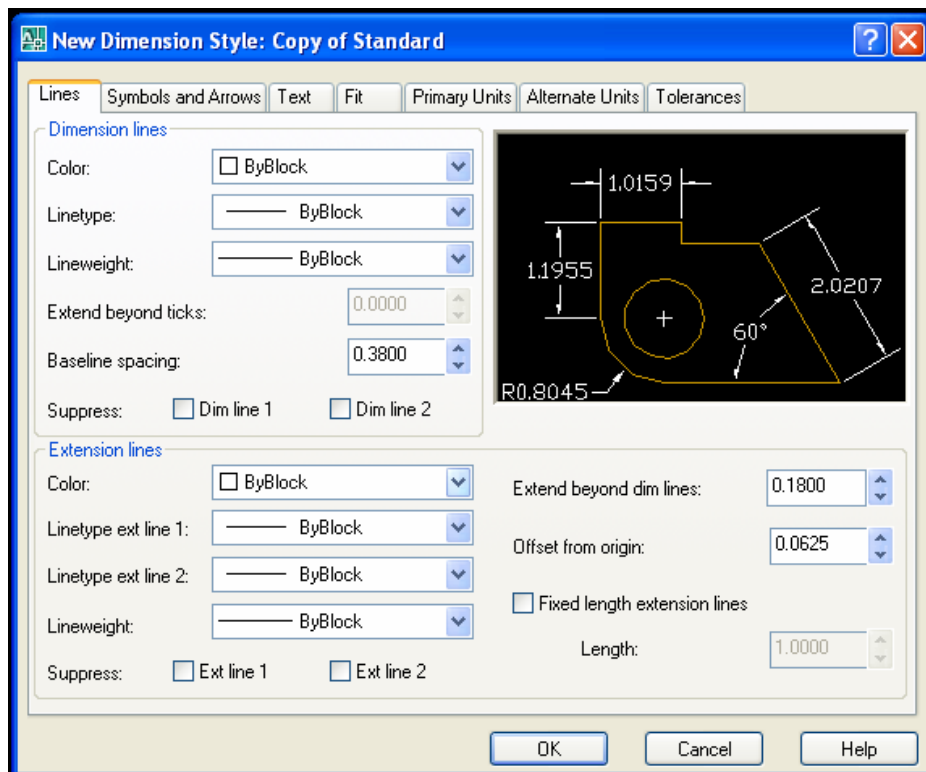 New Dimension Style: Copy of Standard
Lines Symbols and Arrows Text Fit Primary Units Alternate Units Tolerances
Dimension lines
Color: ByBlock
Linetype: ByBlock
Lineweight: ByBlock
Extend beyond ticks: 0.0000
Baseline spacing: 0.3800
Suppress: Dim line 1 Dim line 2
1.0159
1.1955
2.0207
60°
R0.8045
Extension lines
Color: ByBlock
Linetype ext line 1: ByBlock
Linetype ext line 2: ByBlock
Lineweight: ByBlock
Suppress: Ext line 1 Ext line 2
Extend beyond dim lines: 0.1800
Offset from origin: 0.0625
Fixed length extension lines
Length: 1.0000
OK Cancel Help